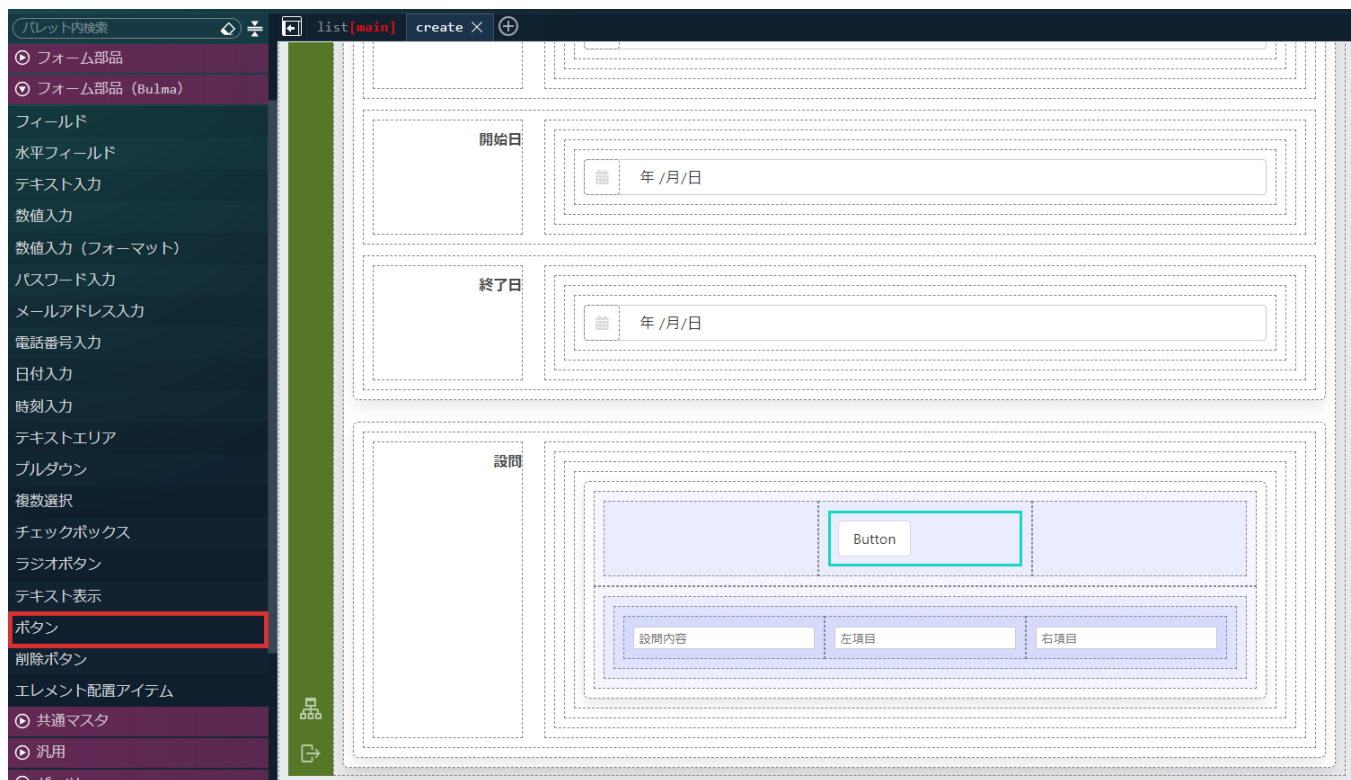 パレット内検索
list[main]
create
フォーム部品
フォーム部品（Bulma）
フィールド
水平フィールド
テキスト入力
数値入力
数値入力（フォーマット）
パスワード入力
メールアドレス入力
電話番号入力
日付入力
時刻入力
テキストエリア
プルダウン
複数選択
チェックボックス
ラジオボタン
テキスト表示
ボタン
削除ボタン
エレメント配置アイテム
共通マスタ
汎用
開始日
年 /月/日
終了日
年 /月/日
設問
Button
設問内容
左項目
右項目